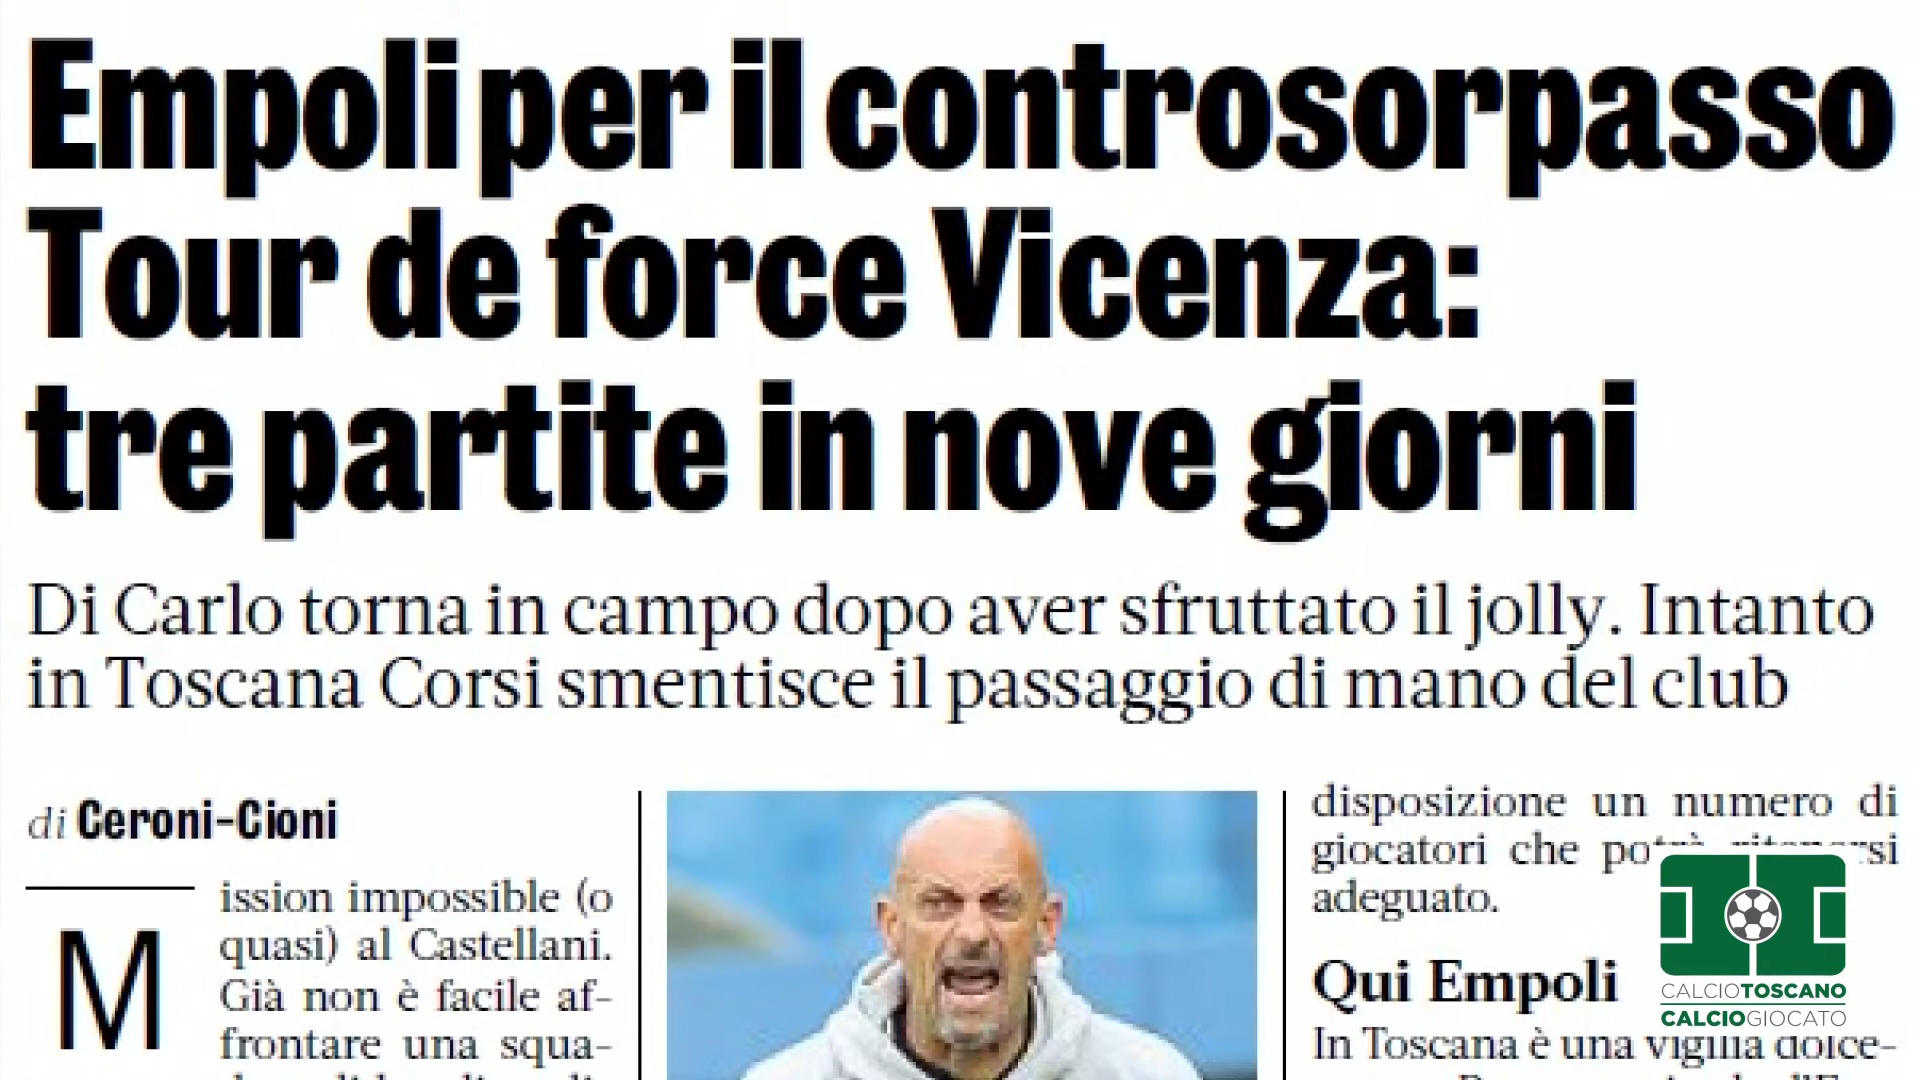 Empoli per il controsorpasso
Tour de force Vicenza:
tre partite in nove giorni
Di Carlo torna in campo dopo aver sfruttato il jolly. Intanto
in Toscana Corsi smentisce il passaggio di mano del club
di Ceroni-Cioni
Mission impossible (o
quasi) al Castellani.
Già non è facile af-
frontare una squa-
disposizione un numero di
giocatori che potrà ritenersi
adeguato.
Qui Empoli
In Toscana è una vigilia dolce-
CALCIOTOSCANO
CALCIOGIOCATO